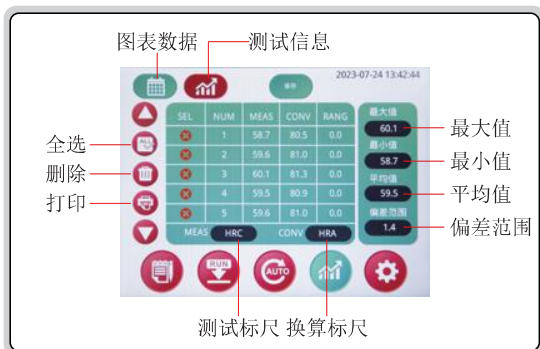 图表数据
测试信息
保存
2023-07-24 13:42:44
SEL NUM MEAS CONV RANG
1 58.7 80.5 0.0
2 59.6 81.0 0.0
3 60.1 81.3 0.0
4 59.5 80.9 0.0
5 59.6 81.0 0.0
MEAS HRC CONV HRA
最大值
60.1
最小值
58.7
平均值
59.5
偏差范围
1.4
全选
删除
打印
ALL
RUN
AUTO
最大值
最小值
平均值
偏差范围
测试标尺
换算标尺